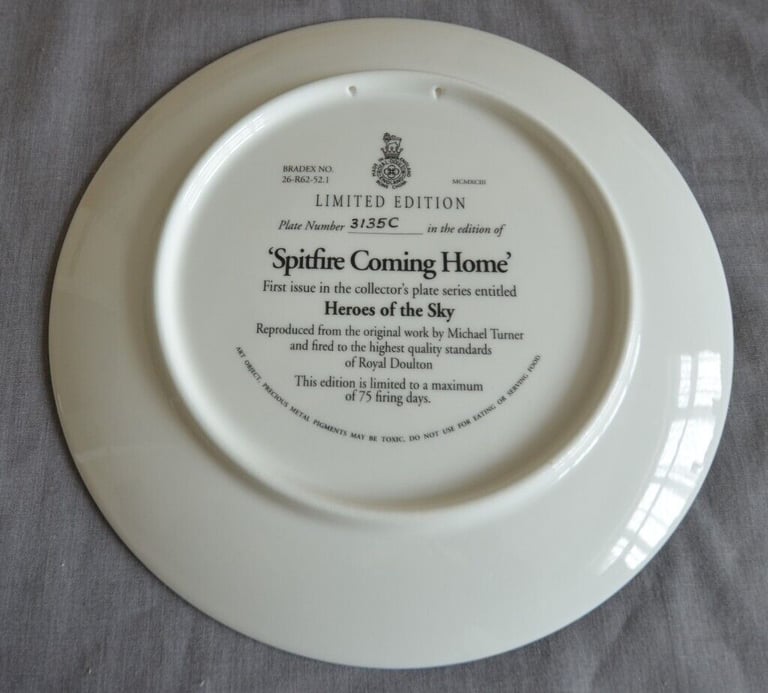 BRADEX NO.
26-R62-52.1
MCMXCIII
LIMITED EDITION
Plate Number 3135C in the edition of
'Spitfire Coming Home'
First issue in the collector's plate series entitled
Heroes of the Sky
Reproduced from the original work by Michael Turner
and fired to the highest quality standards
of Royal Doulton
This edition is limited to a maximum
of 75 firing days.
ART OBJECT, PRECIOUS METAL PIGMENTS MAY BE TOXIC. DO NOT USE FOR EATING OR SERVING FOOD